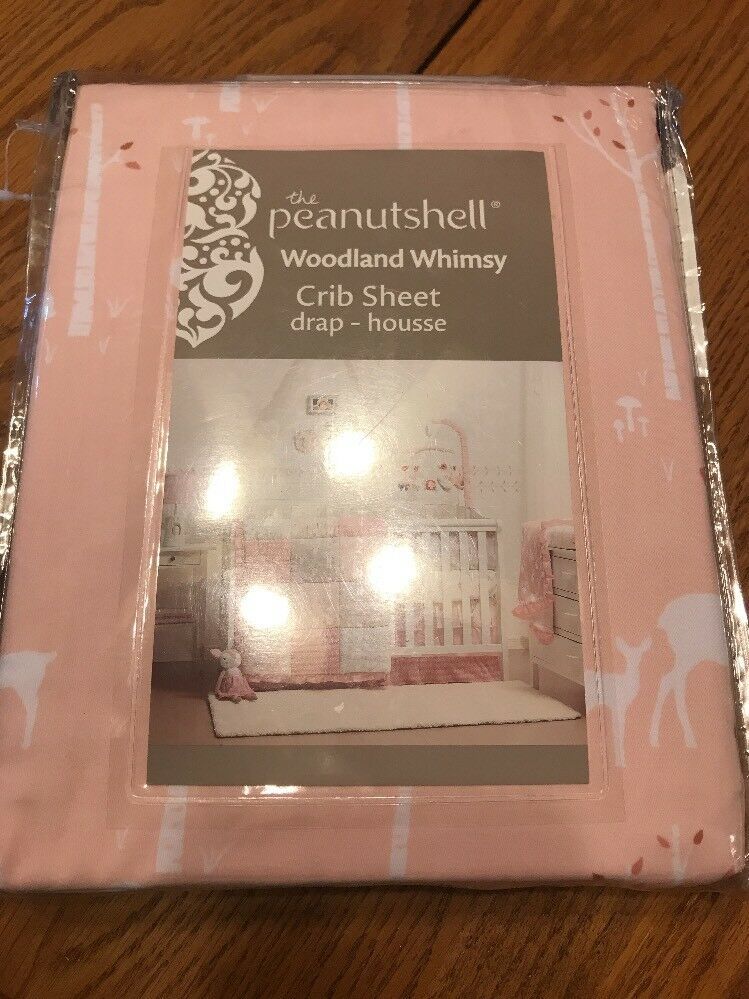 the
peanutshell®
Woodland Whimsy
Crib Sheet
drap - housse